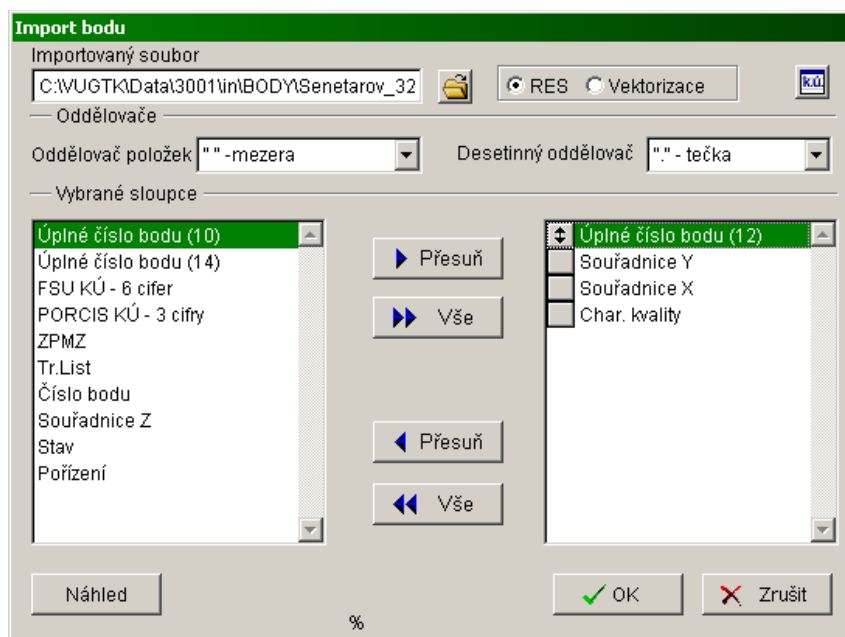 Import bodu
Importovaný soubor
C:\VUGTK\Data\3001\in\BODY\Senetarov_32
RES Vektorizace
k.ú.
Oddělovače
Oddělovač položek " " -mezera Desetinný oddělovač "." - tečka
Vybrané sloupce
Úplné číslo bodu (10)
Úplné číslo bodu (14)
FSU KÚ - 6 cifer
PORCIS KÚ - 3 cifry
ZPMZ
Tr.List
Číslo bodu
Souřadnice Z
Stav
Pořízení
Přesuň
Vše
Přesuň
Vše
Úplné číslo bodu (12)
Souřadnice Y
Souřadnice X
Char. kvality
Náhled
%
OK
Zrušit